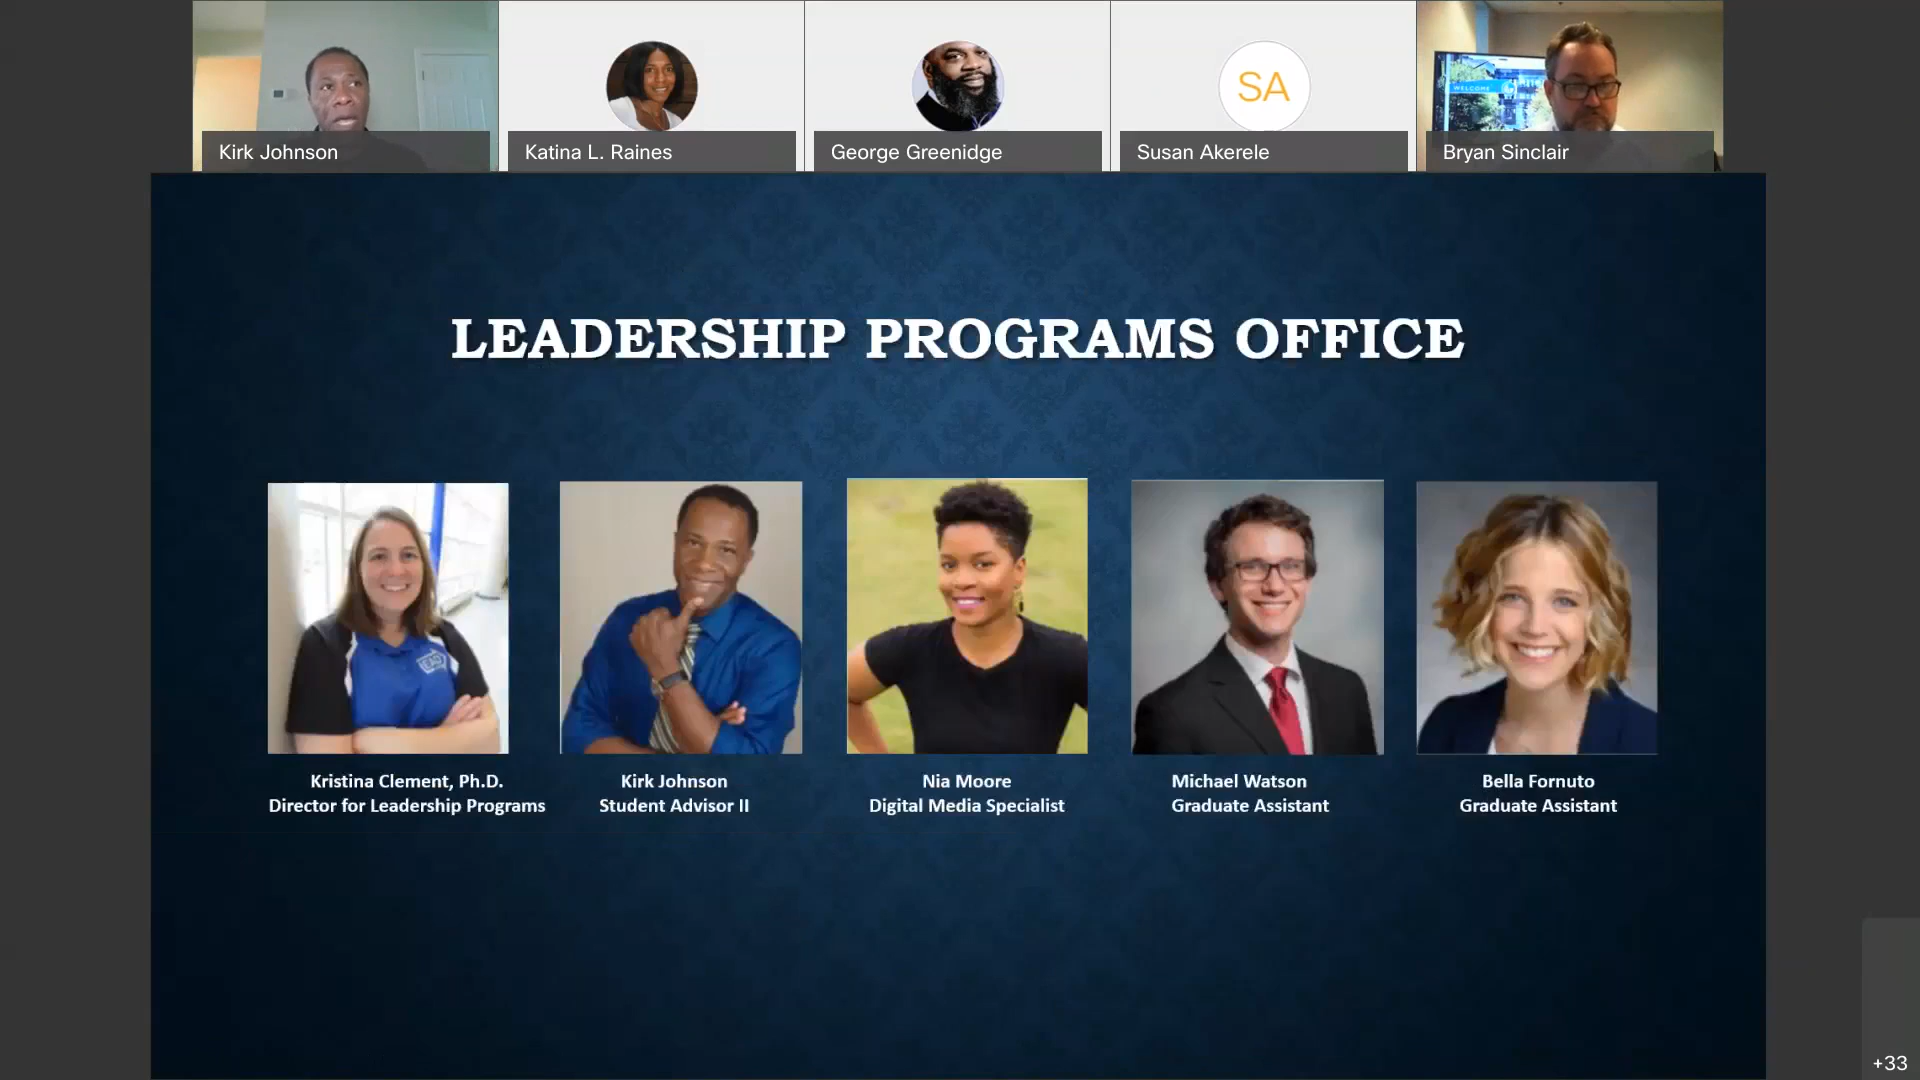 Kirk Johnson
Katina L. Raines
George Greenidge
SA
Susan Akerele
WELCOME
Bryan Sinclair
LEADERSHIP PROGRAMS OFFICE
LEAD
Kristina Clement, Ph.D.
Director for Leadership Programs
Kirk Johnson
Student Advisor II
Nia Moore
Digital Media Specialist
Michael Watson
Graduate Assistant
Bella Fornuto
Graduate Assistant
+33